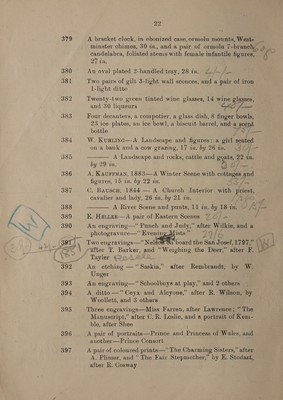 22
379 A bracket clock, in ebonized case, ormolu mounts, West-
minster chimes, 30 in., and a pair of ormolu 7-branch
candelabra, foliated stems with female infantile figures,
27 in.
380 An oval plated 2-handled tray, 28 in.
381 Two pairs of gilt 3-light wall sconces, and a pair of iron
1-light ditto
382 Twenty-two green tinted wine glasses, 14 wine glasses,
and 30 liqueurs
383 Four decanters, a comportier, a glass dish, 8 finger bowls,
23 ice plates, an ice bowl, a biscuit barrel, and a scent
bottle
384 W. KUMLING—A Landscape and figures: a girl seated
on a bank and a cow grazing, 17 in. by 26 in.
385 ——— A Landscape and rocks, cattle and goats, 22 in.
by 29 in.
386 A. KAUFFMAN, 1883—A Winter Scene with cottages and
figures, 15 in. by 22 in.
387 C. BAUSCH, 1844—A Church Interior with priest,
cavalier and lady, 26 in. by 21 in.
388 ——— A River Scene and punts, 11 in. by 18 in.
389 E. HELLER—A pair of Eastern Scenes
390 An engraving—"Punch and Judy," after Wilkie, and a
photogravure—"Evening Mists"
391 Two engravings—"Nelson on board the San Josef, 1797,"
after T. Barker, and "Weighing the Deer," after F.
Tayler
392 An etching—"Saskia," after Rembrandt, by W.
Unger
393 An engraving—"Schoolboys at play," and 2 others
394 A ditto—"Ceyx and Alcyone," after R. Wilson, by
Woollett, and 3 others
395 Three engravings—Miss Farren, after Lawrence; "The
Manuscript," after C. R. Leslie, and a portrait of Kem-
ble, after Shee
296 A pair of portraits—Prince and Princess of Wales, and
another—Prince Consort
397 A pair of coloured prints—"The Charming Sisters," after
A. Plimer, and "The Fair Stepmother," by E. Stodart,
after R. Conway
W
1851
W